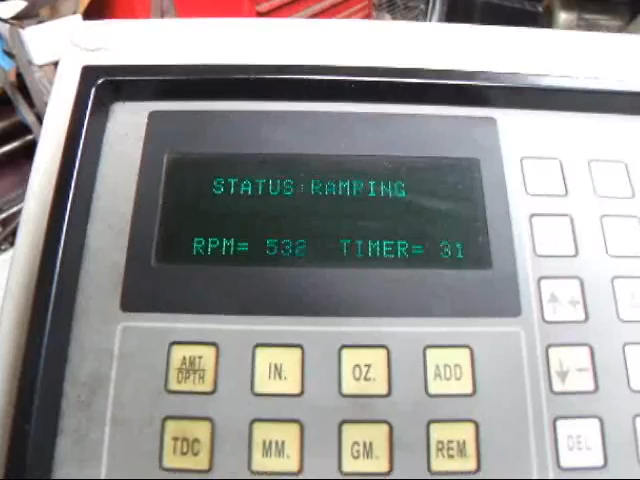 STATUS:RAMPING
RPM= 532 TIMER= 31
AMT. DPTH IN. OZ. ADD
TDC MM. GM. REM
+
-
DEL